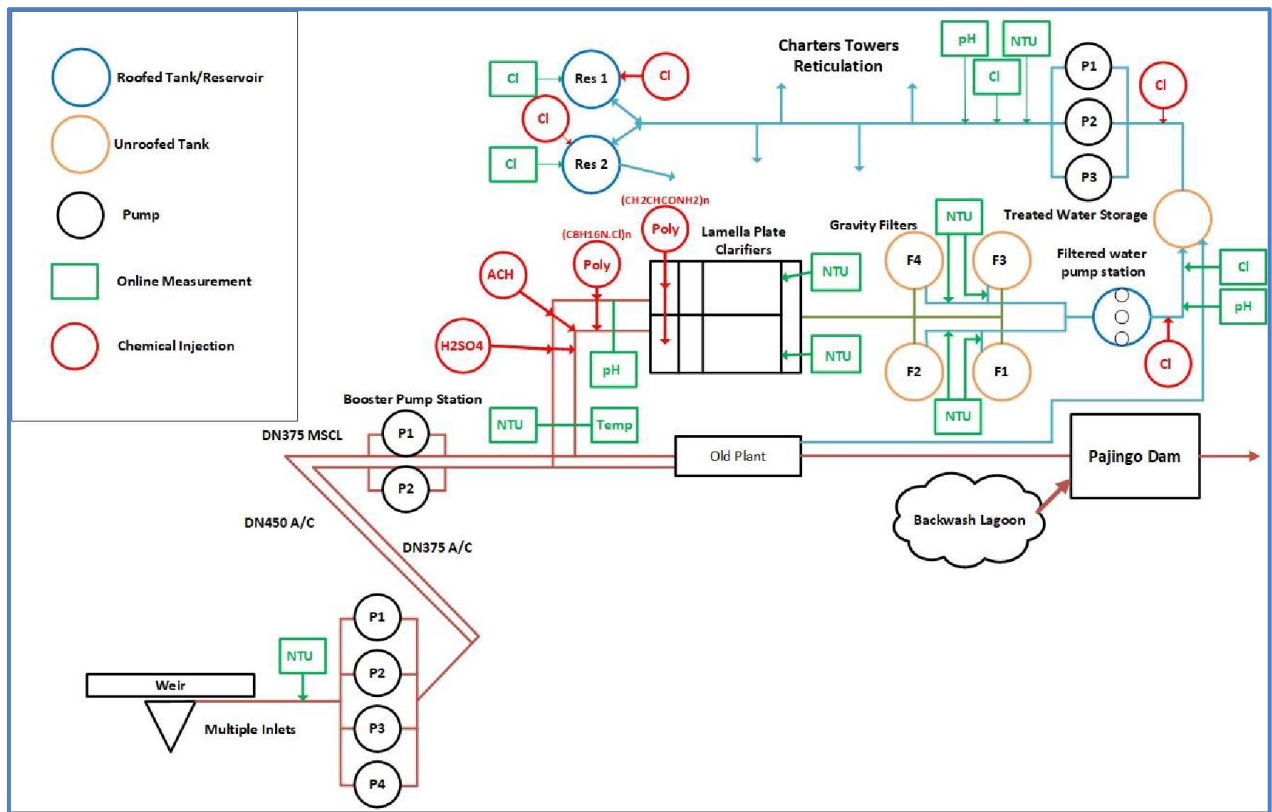 Roofed Tank/Reservoir
Unroofed Tank
Pump
Online Measurement
Chemical Injection
Charters Towers
Reticulation
pH
NTU
Cl
Cl
Res 1
Cl
Cl
Cl
Res 2
P1
P2
P3
Cl
(CH2CHCONH2)n
Poly
(C8H16N.Cl)n
Poly
ACH
H2SO4
pH
Lamella Plate
Clarifiers
NTU
NTU
Gravity Filters
NTU
F4
F3
F2
F1
NTU
Treated Water Storage
Filtered water
pump station
Cl
pH
Cl
Booster Pump Station
P1
P2
NTU
Temp
DN375 MSCL
DN450 A/C
DN375 A/C
Old Plant
Pajingo Dam
Backwash Lagoon
NTU
Weir
Multiple Inlets
P1
P2
P3
P4